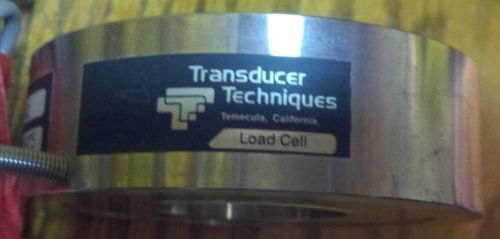 Transducer
Techniques
Temecula, California,
Load Cell